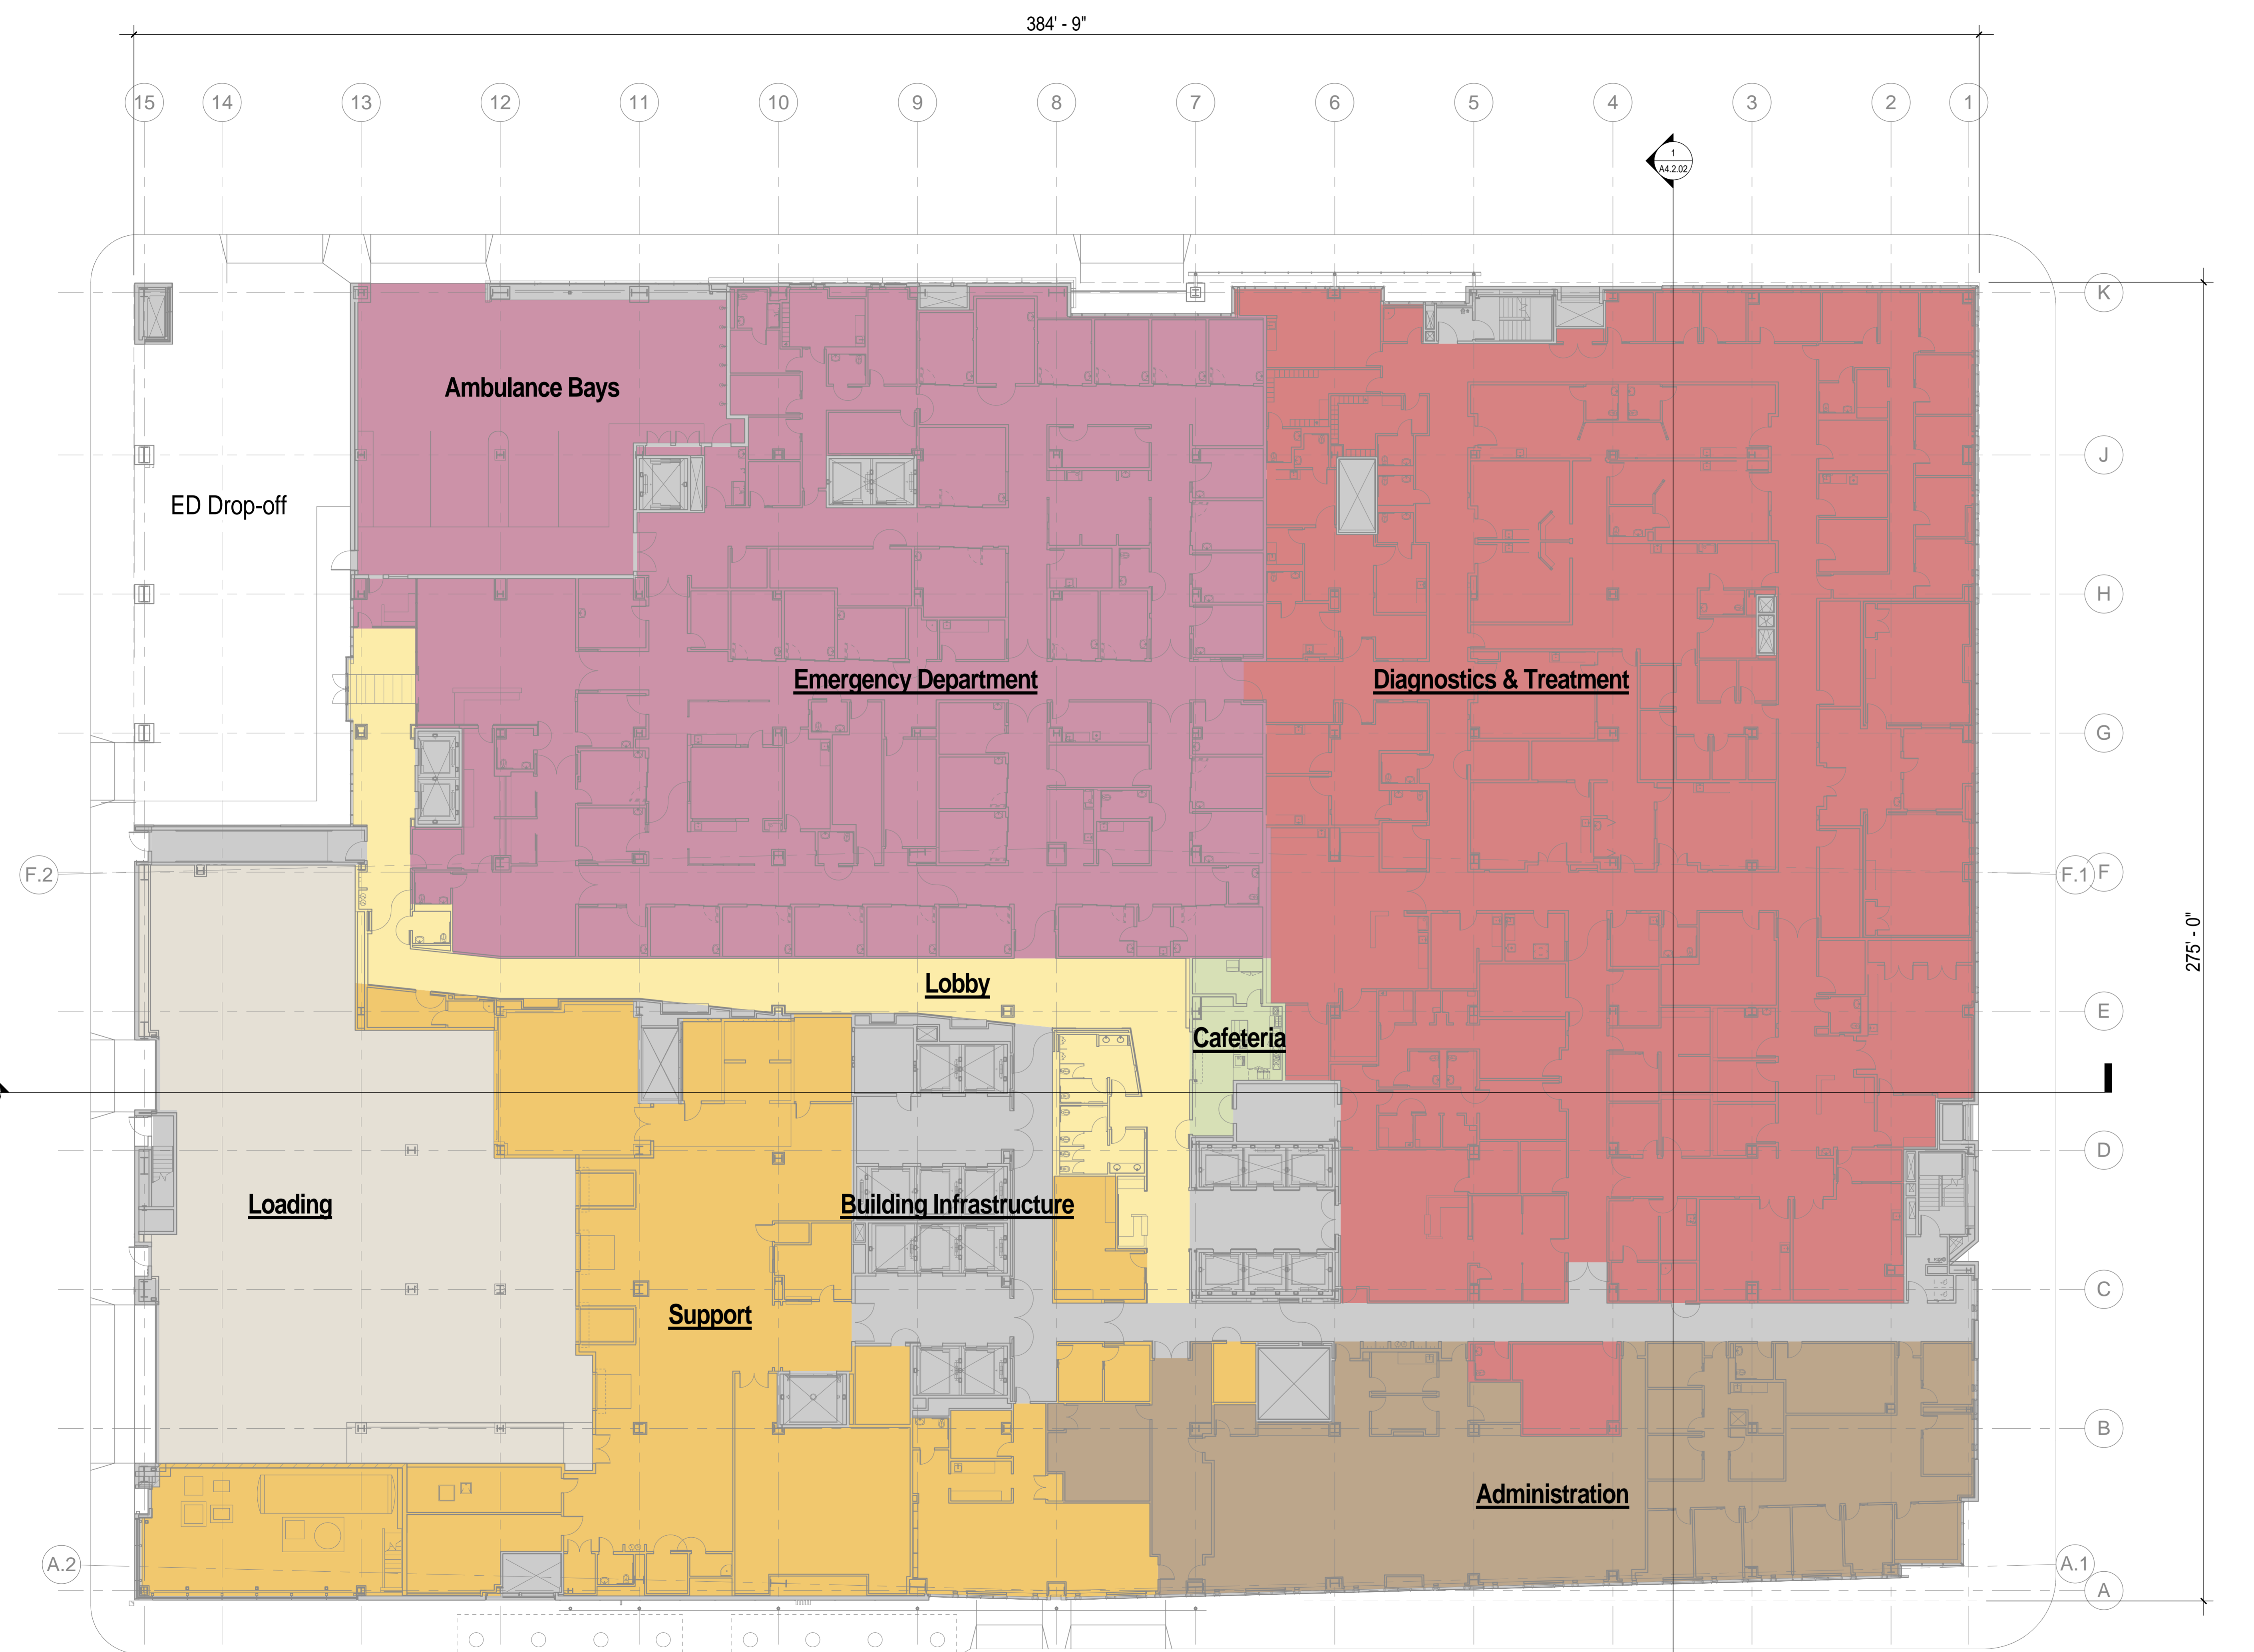 384' - 9"
15 14 13 12 11 10 9 8 7 6 5 4 3 2 1
1
A4.2.02
K
Ambulance Bays
J
ED Drop-off
H
Emergency Department
Diagnostics & Treatment
G
F.2
F.1
F
275' - 0"
Lobby
E
Cafeteria
D
Loading
Building Infrastructure
C
Support
B
Administration
A.2
A.1
A